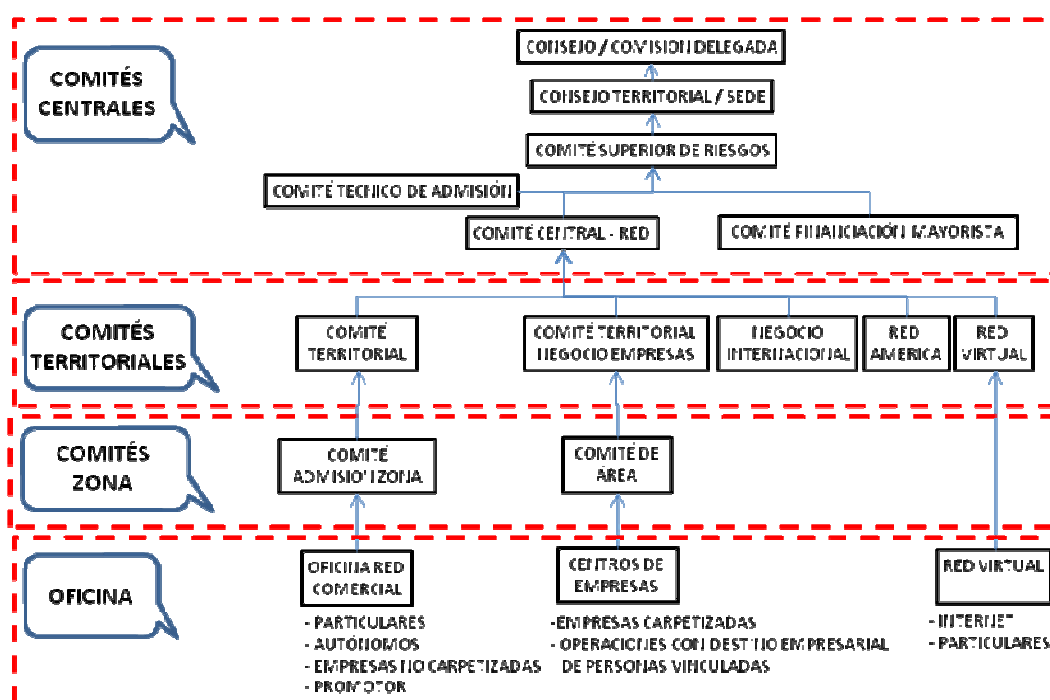 COMITÉS
CENTRALES
CONSEJO / COMISION DELEGADA
CONSEJO TERRITORIAL / SEDE
COMITÉ SUPERIOR DE RIESGOS
COMITÉ TECNICO DE ADMISIÓN
COMITÉ CENTRAL - RED
COMITÉ FINANCIACIÓN MAYORISTA
COMITÉS
TERRITORIALES
COMITÉ
TERRITORIAL
COMITÉ TERRITORIAL
NEGOCIO EMPRESAS
NEGOCIO
INTERNACIONAL
RED
AMERICA
RED
VIRTUAL
COMITÉS
ZONA
COMITÉ
ADMISION ZONA
COMITÉ DE
ÁREA
OFICINA
OFICINA RED
COMERCIAL
- PARTICULARES
- AUTÓNOMOS
- EMPRESAS NO CARPETIZADAS
- PROMOTOR
CENTROS DE
EMPRESAS
-EMPRESAS CARPETIZADAS
- OPERACIONES CON DESTINO EMPRESARIAL
DE PERSONAS VINCULADAS
RED VIRTUAL
- INTERNET
- PARTICULARES